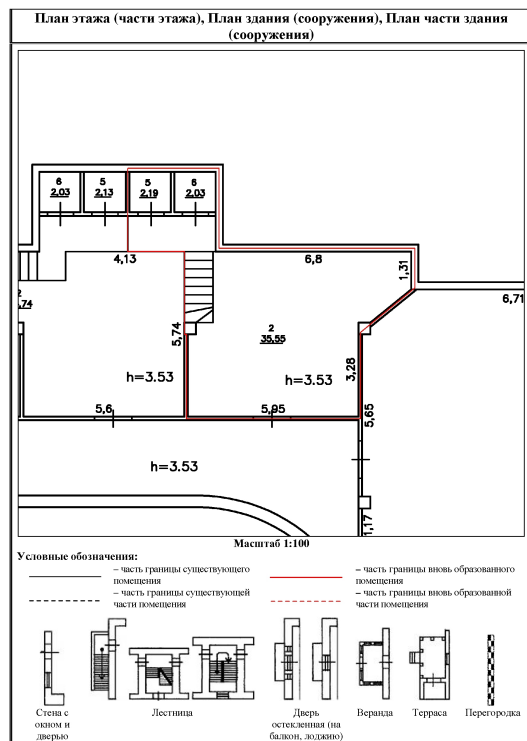 План этажа (части этажа), План здания (сооружения), План части здания
(сооружения)
6 5 5 6
2,03 2,13 2,19 2,03
4,13 6,8
1,31
6,71
2
,74
5,74
2
35,55
3,28
h=3.53 h=3.53
5,6 5,95
5,65
h=3.53
1,17
Масштаб 1:100
Условные обозначения:
– часть границы существующего
помещения
– часть границы вновь образованного
помещения
– часть границы существующей
части помещения
– часть границы вновь образованной
части помещения
Стена с
окном и
дверью
Лестница
Дверь
остекленная (на
балкон, лоджию)
Веранда
Терраса
Перегородка